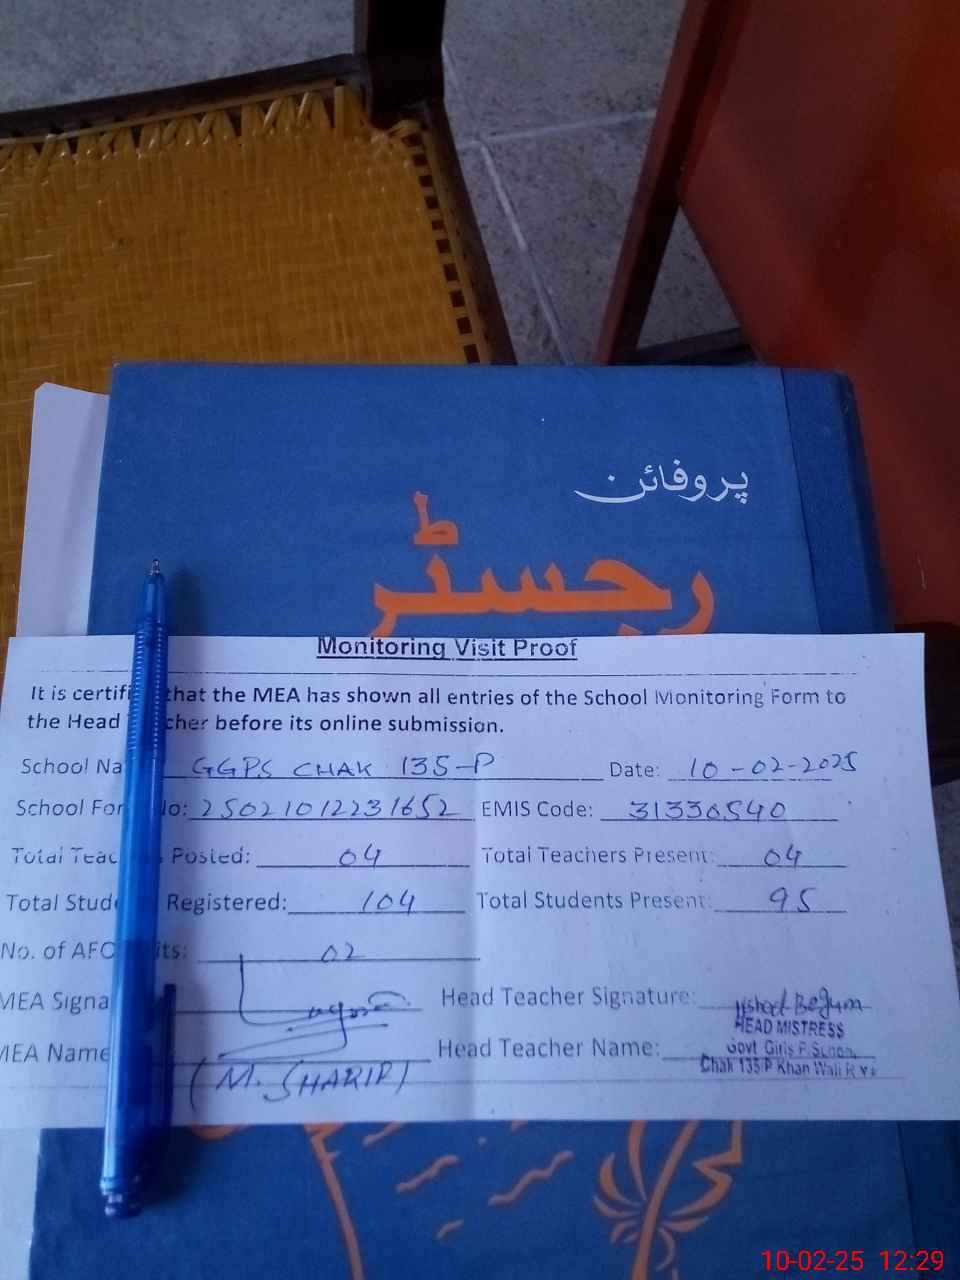 پروفائن
رجسٹر
Monitoring Visit Proof
It is certifi that the MEA has shown all entries of the School Monitoring Form to
the Head cher before its online submission.
School Na GGPS CHAK 135-P Date: 10-02-2025
School For No: 25021012231652 EMIS Code: 31330540
Total Teac Posted: 04 Total Teachers Present: 04
Total Stud Registered: 104 Total Students Present: 95
No. of AFC its: 02
MEA Signa Head Teacher Signature: Begum
HEAD MISTRESS
MEA Name Head Teacher Name: Govt Girls P
(M. SHARIF) Chak 135/P Khan Wali
10-02-25 12:29